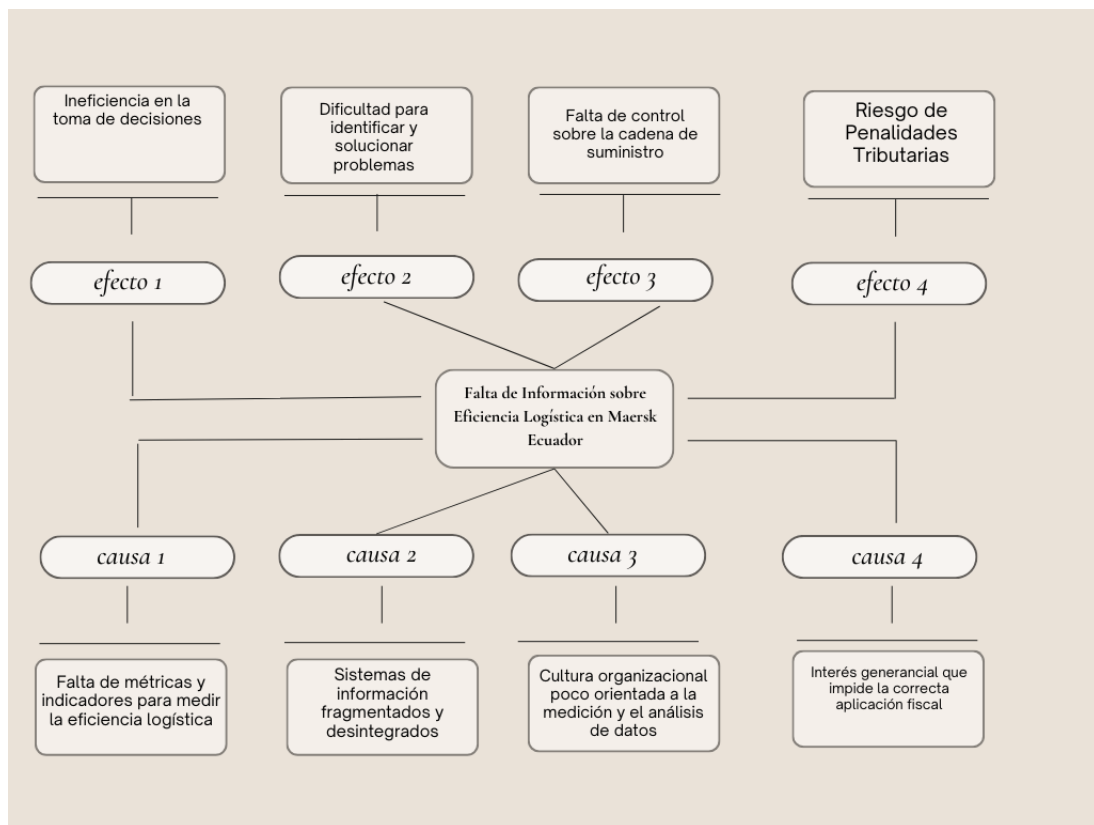 Ineficiencia en la
toma de decisiones
Dificultad para
identificar y
solucionar
problemas
Falta de control
sobre la cadena de
suministro
Riesgo de
Penalidades
Tributarias
efecto 1
efecto 2
efecto 3
efecto 4
Falta de Información sobre
Eficiencia Logística en Maersk
Ecuador
causa 1
causa 2
causa 3
causa 4
Falta de métricas y
indicadores para medir
la eficiencia logística
Sistemas de
información
fragmentados y
desintegrados
Cultura organizacional
poco orientada a la
medición y el análisis
de datos
Interés generancial que
impide la correcta
aplicación fiscal